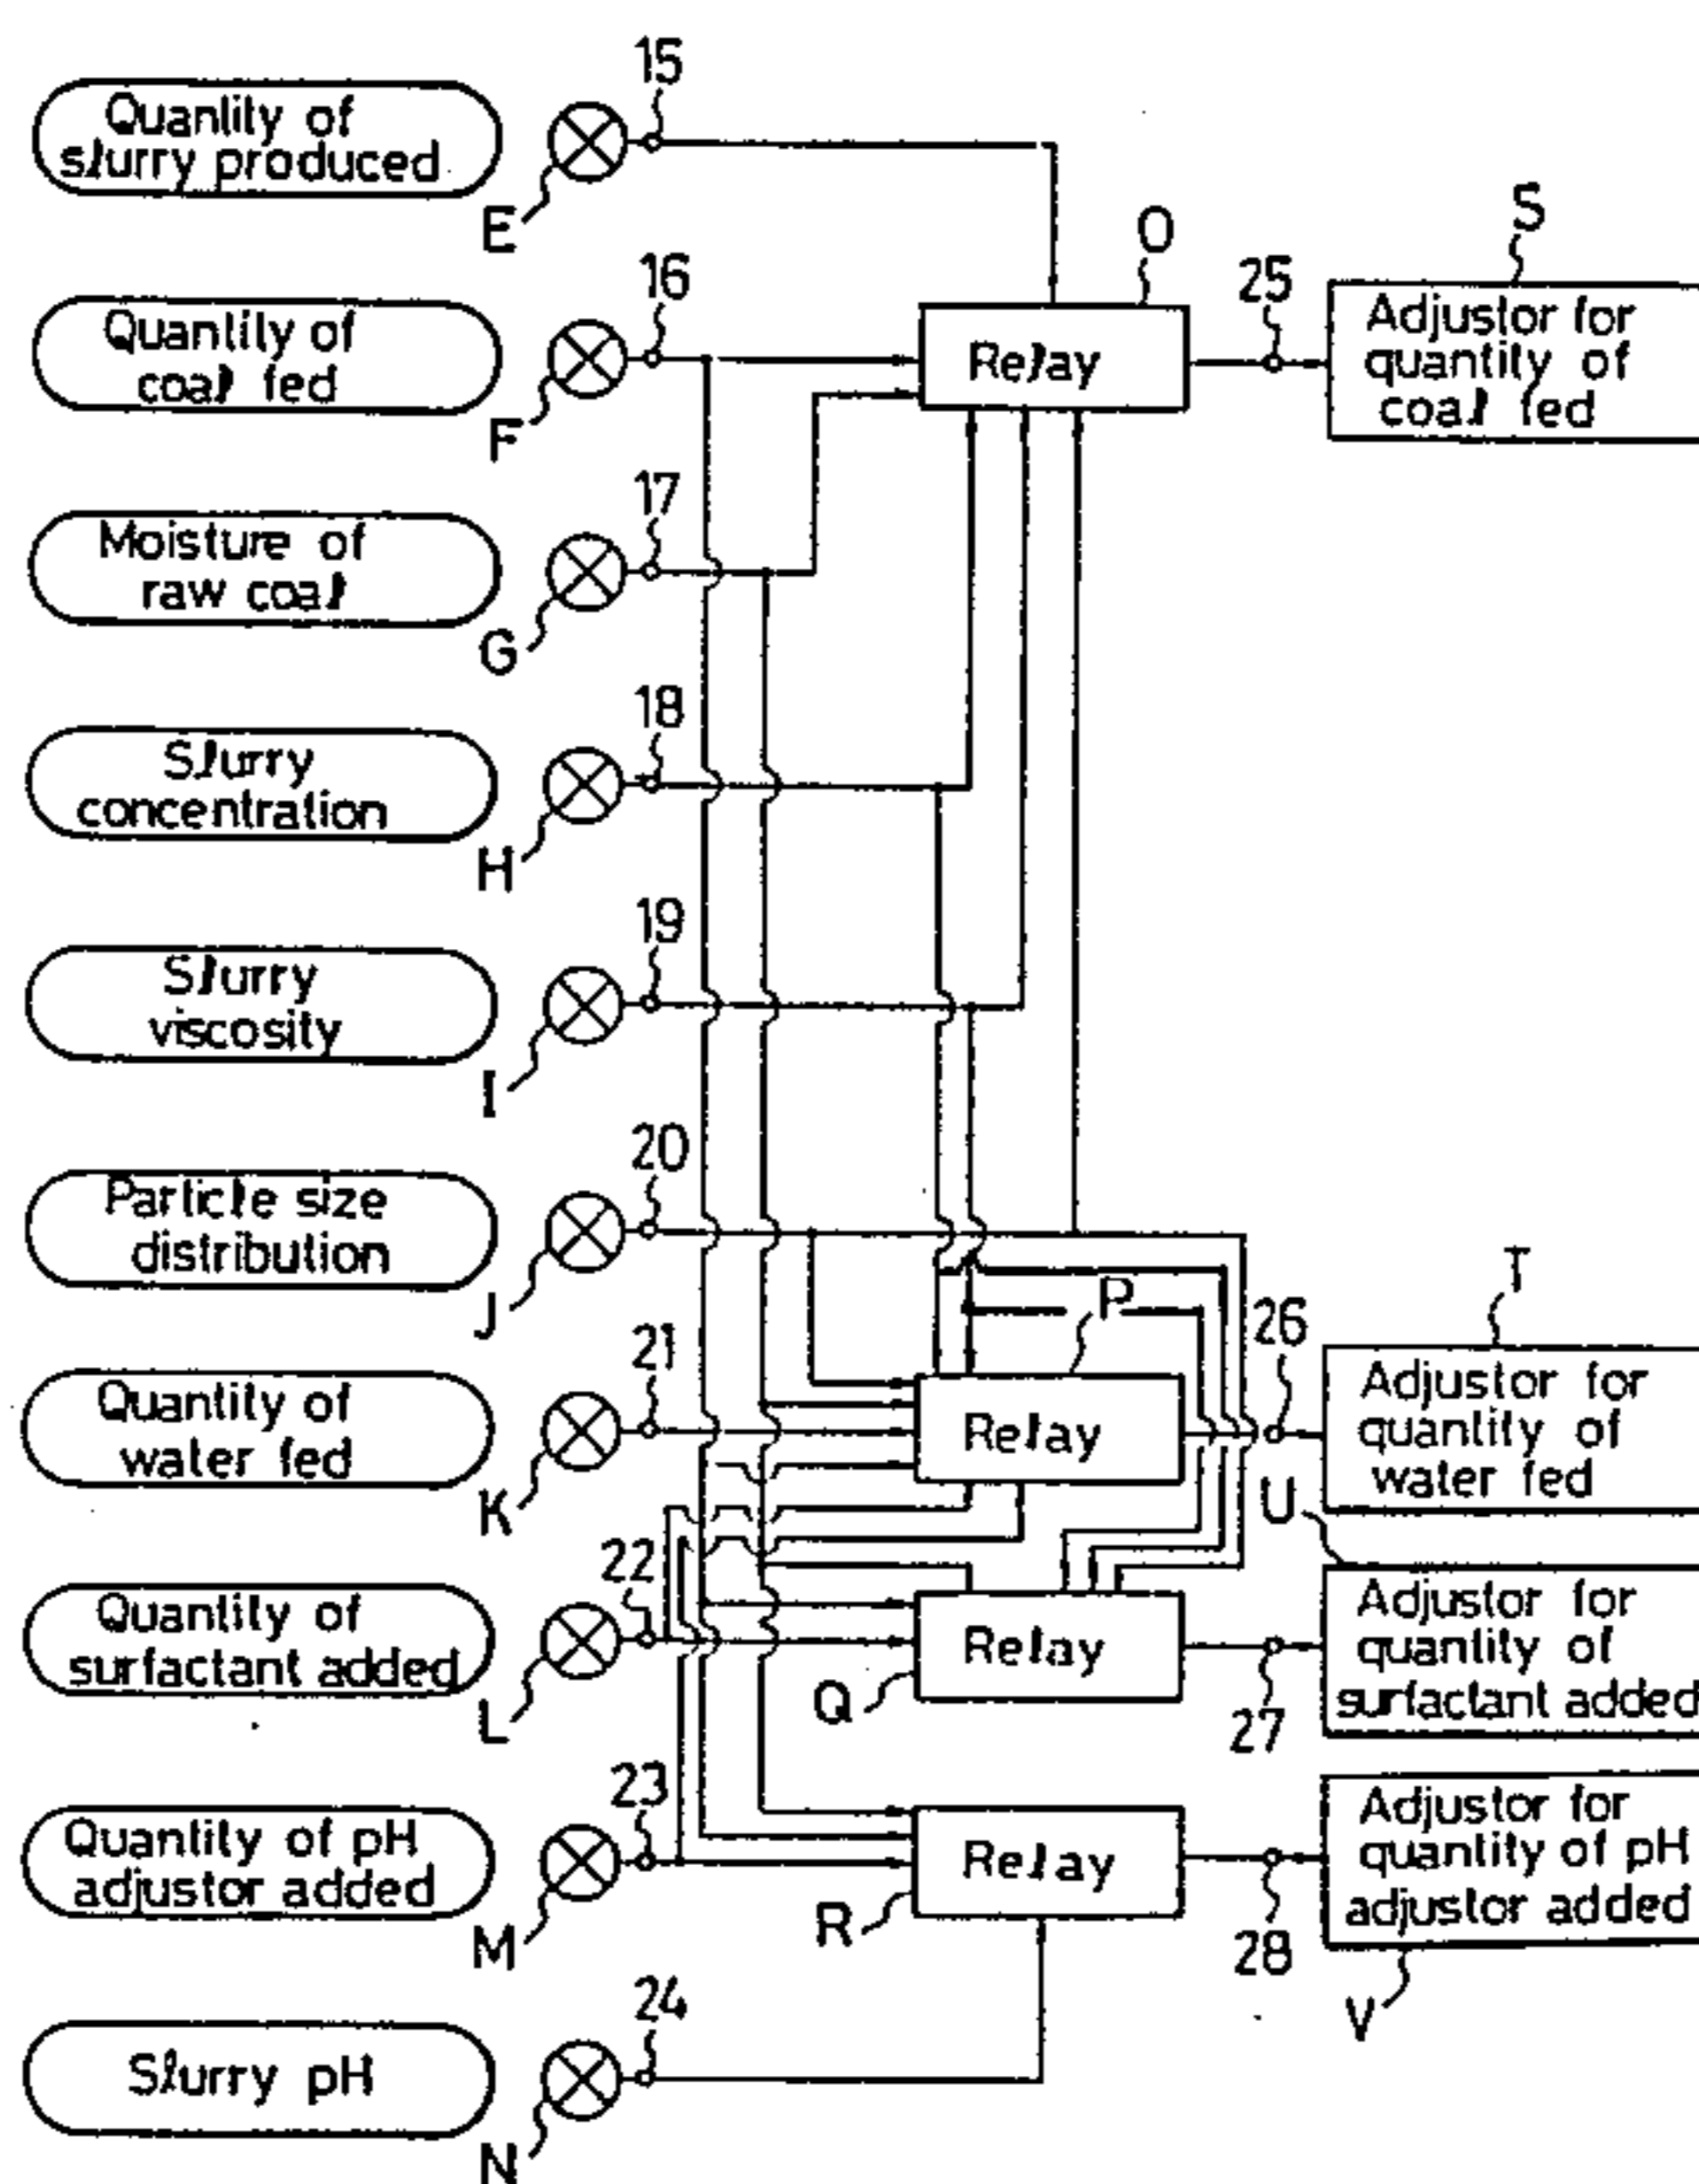 Quantity of
slurry produced
15
E
Quantity of
coal fed
16
F
O
Relay
25
S
Adjustor for
quantity of
coal fed
Moisture of
raw coal
17
G
Slurry
concentration
18
H
Slurry
viscosity
19
I
Particle size
distribution
20
J
Quantity of
water fed
21
K
P
Relay
26
T
Adjustor for
quantity of
water fed
Quantity of
surfactant added
22
L
Relay
Q
27
U
Adjustor for
quantity of
surfactant added
Quantity of pH
adjustor added
23
M
Relay
R
28
Adjustor for
quantity of pH
adjustor added
V
Slurry pH
24
N